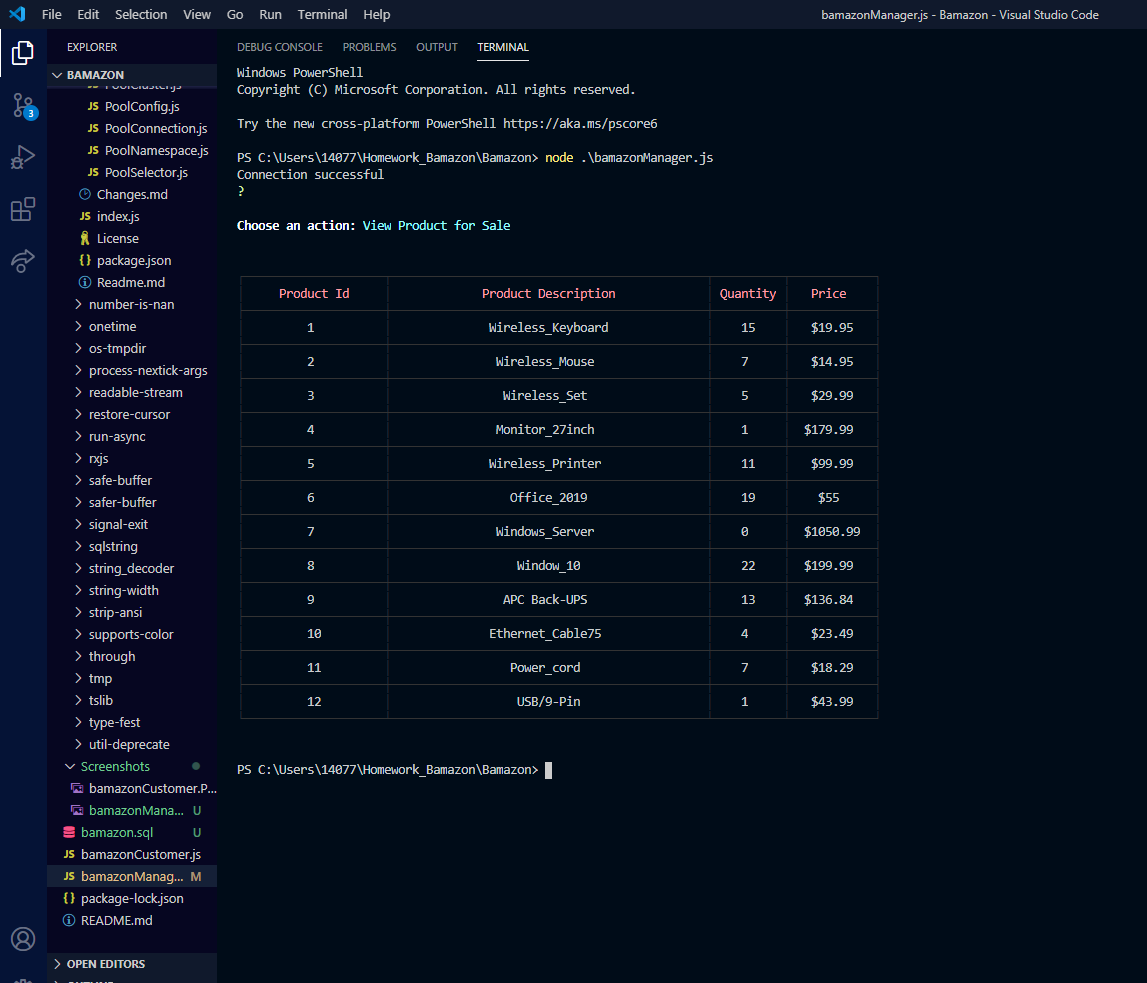 File Edit Selection View Go Run Terminal Help bamazonManager.js - Bamazon - Visual Studio Code
EXPLORER
BAMAZON
PoolCluster.js
JS PoolConfig.js
JS PoolConnection.js
JS PoolNamespace.js
JS PoolSelector.js
Changes.md
JS index.js
License
{} package.json
Readme.md
number-is-nan
onetime
os-tmpdir
process-nextick-args
readable-stream
restore-cursor
run-async
rxjs
safe-buffer
safer-buffer
signal-exit
sqlstring
string_decoder
string-width
strip-ansi
supports-color
through
tmp
tslib
type-fest
util-deprecate
Screenshots
bamazonCustomer.P...
bamazonMana... U
bamazon.sql U
JS bamazonCustomer.js
JS bamazonManag... M
{} package-lock.json
README.md
OPEN EDITORS
OUTLINE
3
DEBUG CONSOLE PROBLEMS OUTPUT TERMINAL
Windows PowerShell
Copyright (C) Microsoft Corporation. All rights reserved.
Try the new cross-platform PowerShell https://aka.ms/pscore6
PS C:\Users\14077\Homework_Bamazon\Bamazon> node .\bamazonManager.js
Connection successful
?
Choose an action: View Product for Sale
Product Id Product Description Quantity Price
1 Wireless_Keyboard 15 $19.95
2 Wireless_Mouse 7 $14.95
3 Wireless_Set 5 $29.99
4 Monitor_27inch 1 $179.99
5 Wireless_Printer 11 $99.99
6 Office_2019 19 $55
7 Windows_Server 0 $1050.99
8 Window_10 22 $199.99
9 APC Back-UPS 13 $136.84
10 Ethernet_Cable75 4 $23.49
11 Power_cord 7 $18.29
12 USB/9-Pin 1 $43.99
PS C:\Users\14077\Homework_Bamazon\Bamazon>